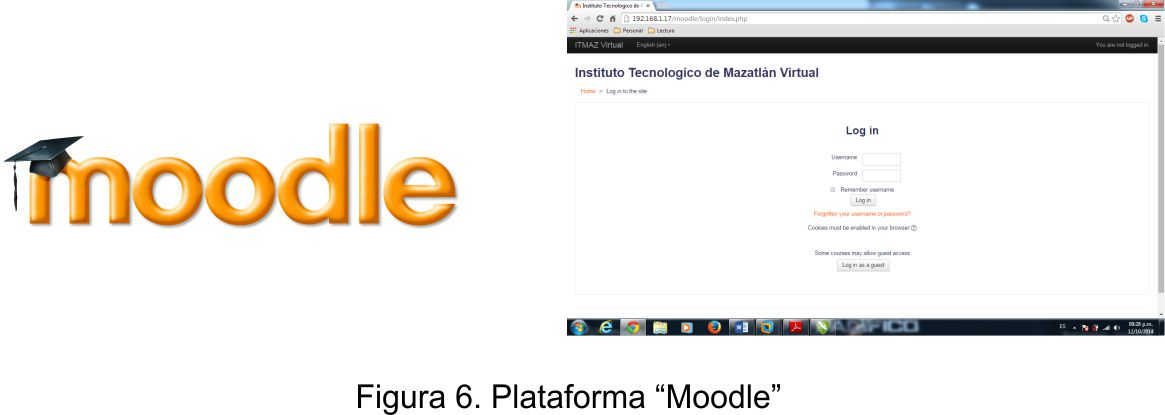 moodle
Instituto Tecnologico de
192.168.1.17/moodle/login/index.php
Aplicaciones Personal Lectura
ITMAZ Virtual English (en)
You are not logged in.
Instituto Tecnologico de Mazatlán Virtual
Home Log in to the site
Log in
Username
Password
Remember username
Log in
Forgotten your username or password?
Cookies must be enabled in your browser
Some courses may allow guest access
Log in as a guest
ES
09:26 p.m.
12/10/2014
Figura 6. Plataforma “Moodle”